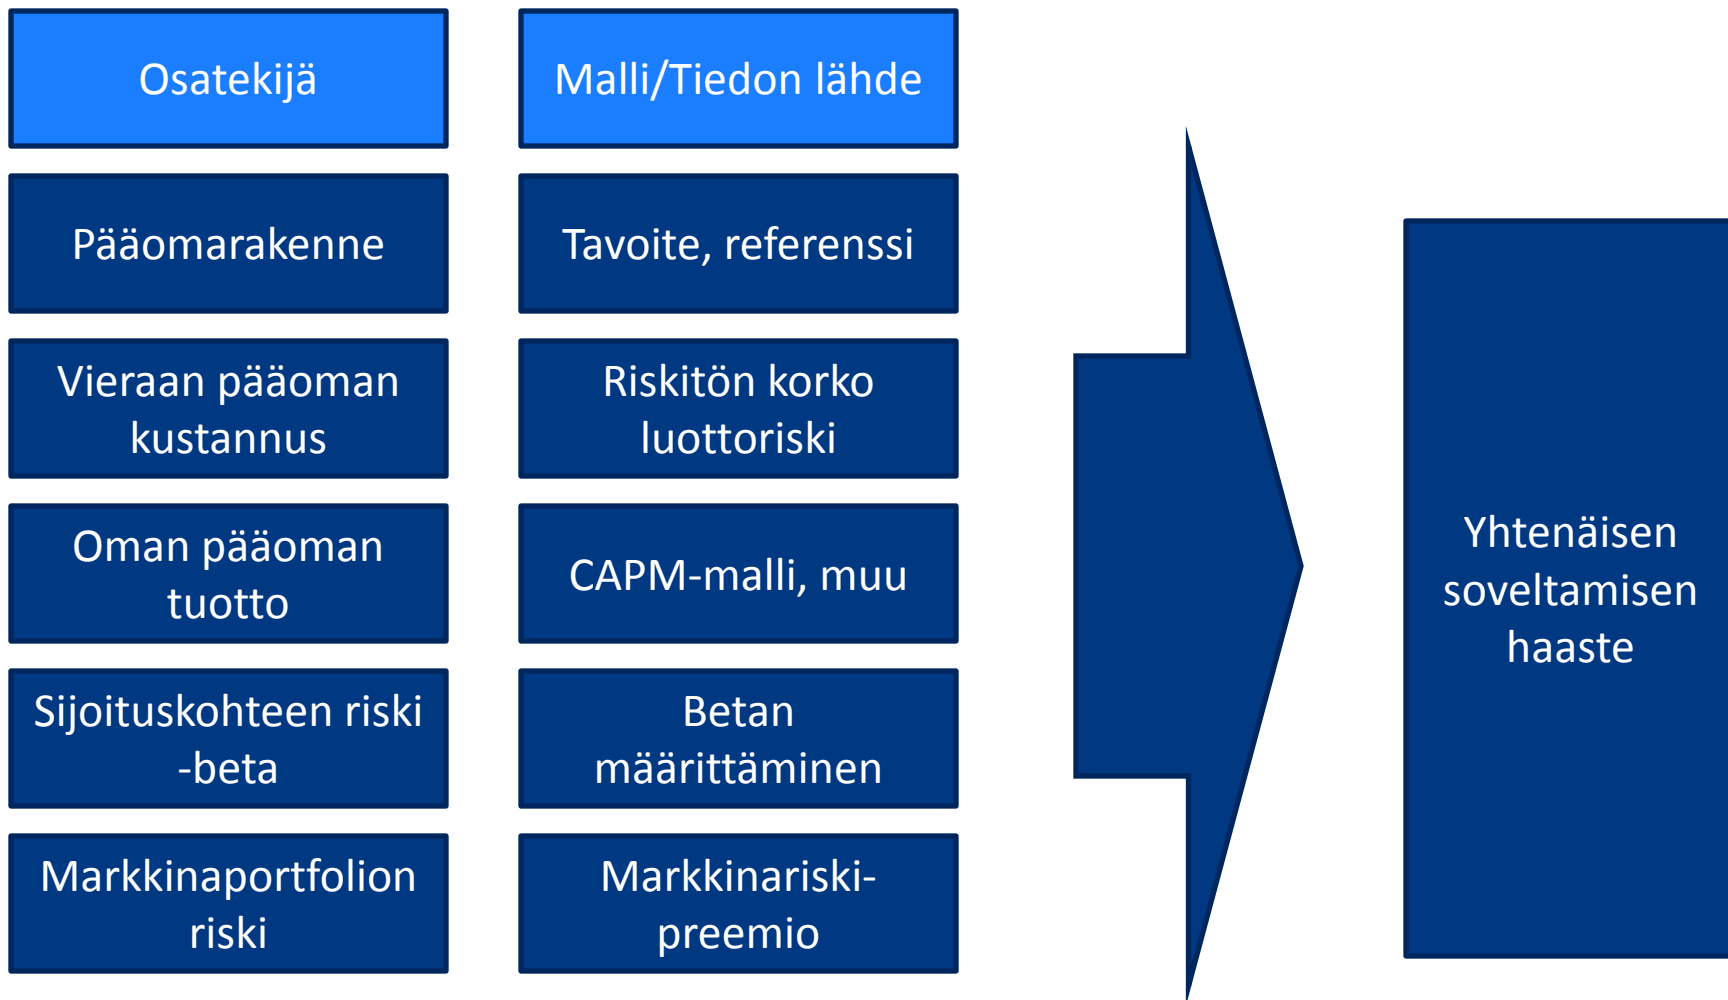 Osatekijä
Malli/Tiedon lähde
Pääomarakenne
Tavoite, referenssi
Vieraan pääoman
kustannus
Riskitön korko
luottoriski
Oman pääoman
tuotto
CAPM-malli, muu
Sijoituskohteen riski
-beta
Betan
määrittäminen
Markkinaportfolion
riski
Markkinariski-
preemio
Yhtenäisen
soveltamisen
haaste